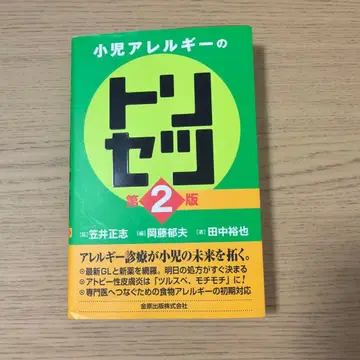 小児アレルギーの
トリ
セツ
第2版
[監]笠井正志 [編]岡藤郁夫 [著]田中裕也
アレルギー診療が小児の未来を拓く。
●最新GLと新薬を網羅。明日の処方がすぐ決まる
●アトピー性皮膚炎は「ツルスベ、モチモチ」に!
●専門医へつなぐための食物アレルギーの初期対応
金原出版株式会社